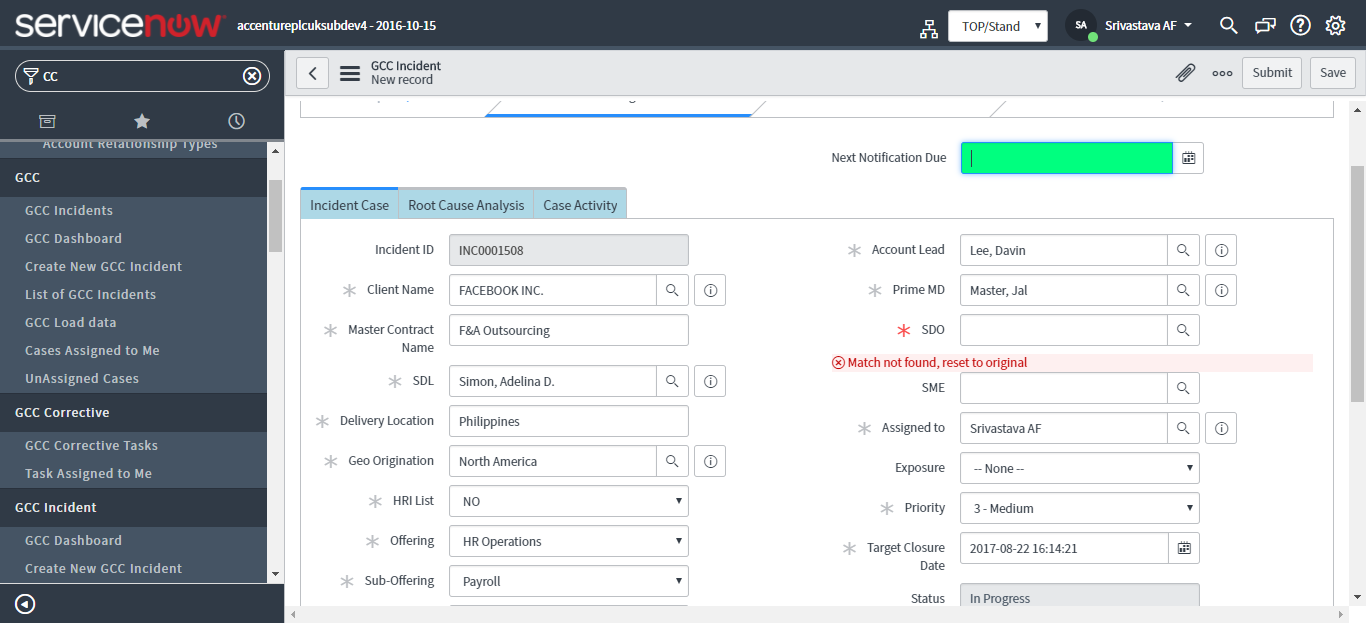 servicenow accentureplcuksubdev4 - 2016-10-15 TOP/Stand SA Srivastava AF
CC
GCC Incident
New record
Submit Save
Account Relationship Types
GCC
GCC Incidents
GCC Dashboard
Create New GCC Incident
List of GCC Incidents
GCC Load data
Cases Assigned to Me
UnAssigned Cases
GCC Corrective
GCC Corrective Tasks
Task Assigned to Me
GCC Incident
GCC Dashboard
Create New GCC Incident
Next Notification Due
Incident Case Root Cause Analysis Case Activity
Incident ID INC0001508
Client Name FACEBOOK INC.
Master Contract Name F&A Outsourcing
SDL Simon, Adelina D.
Delivery Location Philippines
Geo Origination North America
HRI List NO
Offering HR Operations
Sub-Offering Payroll
Account Lead Lee, Davin
Prime MD Master, Jal
SDO
Match not found, reset to original
SME
Assigned to Srivastava AF
Exposure -- None --
Priority 3 - Medium
Target Closure Date 2017-08-22 16:14:21
Status In Progress